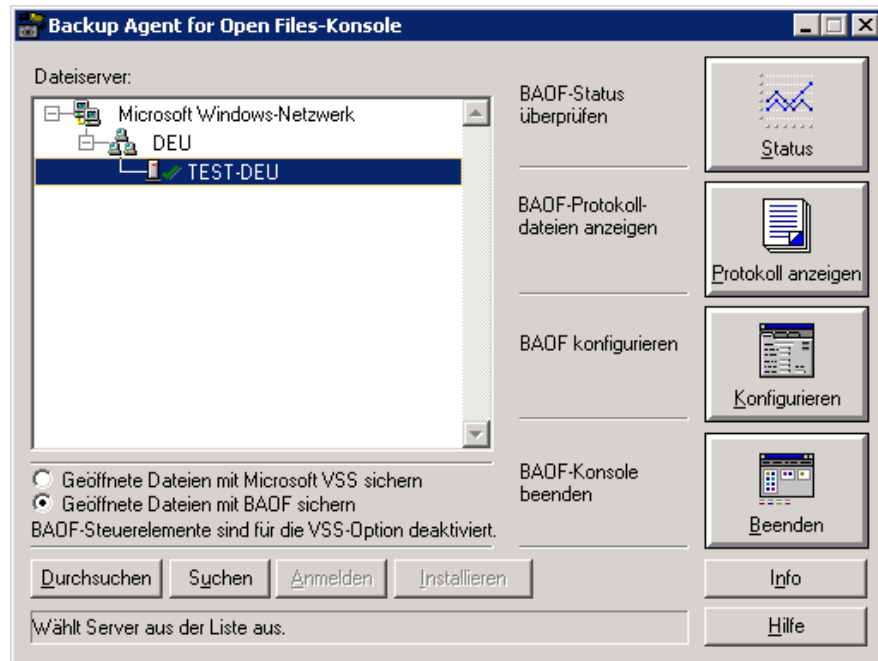 Backup Agent for Open Files-Konsole
Dateiserver:
Microsoft Windows-Netzwerk
DEU
TEST-DEU
Geöffnete Dateien mit Microsoft VSS sichern
Geöffnete Dateien mit BAOF sichern
BAOF-Steuerelemente sind für die VSS-Option deaktiviert.
Durchsuchen
Suchen
Anmelden
Installieren
Wählt Server aus der Liste aus.
BAOF-Status
überprüfen
Status
BAOF-Protokoll-
dateien anzeigen
Protokoll anzeigen
BAOF konfigurieren
Konfigurieren
BAOF-Konsole
beenden
Beenden
Info
Hilfe